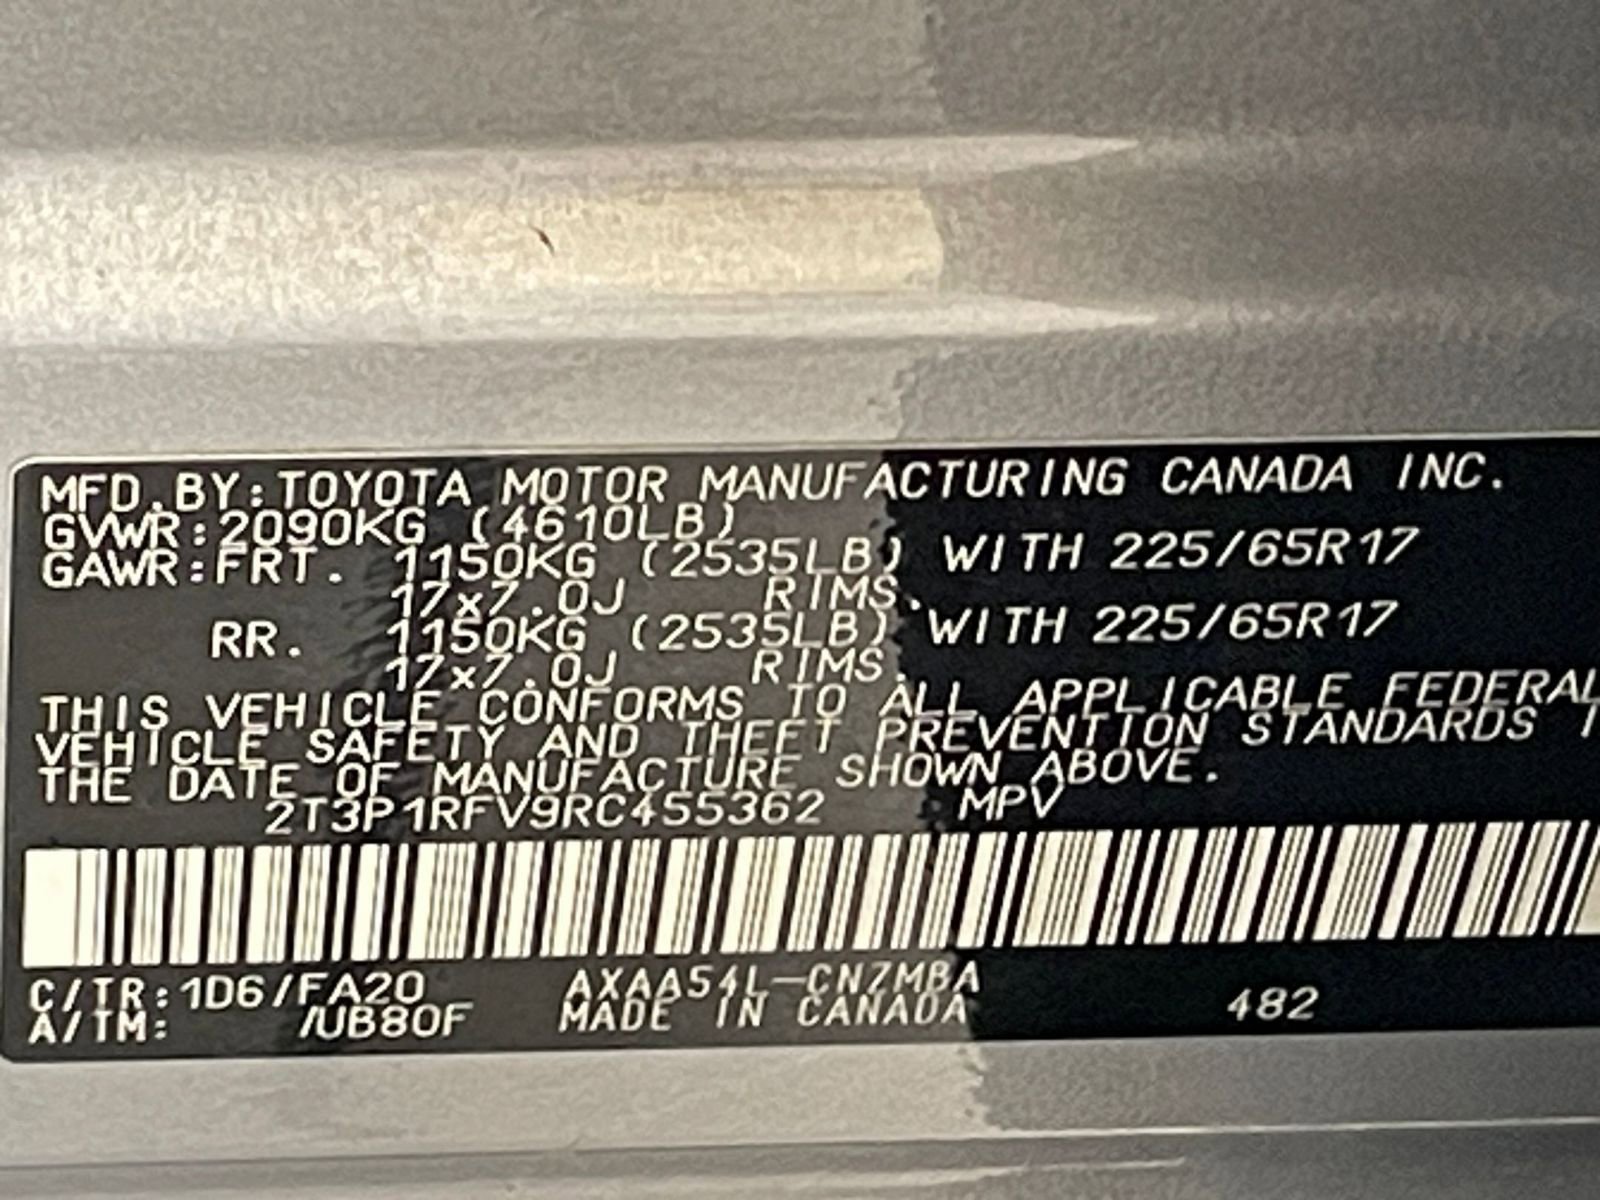 MFD.BY:TOYOTA MOTOR MANUFACTURING CANADA INC.
GVWR:2090KG (4610LB)
GAWR:FRT. 1150KG (2535LB) WITH 225/65R17
17x7.0J RIMS.
RR. 1150KG (2535LB) WITH 225/65R17
17x7.0J RIMS.
THIS VEHICLE CONFORMS TO ALL APPLICABLE FEDERAL
VEHICLE SAFETY AND THEFT PREVENTION STANDARDS
THE DATE OF MANUFACTURE SHOWN ABOVE.
2T3P1RFV9RC455362 MPV
C/TR:1D6/FA20 AXAA54L-CNZMBA
A/TM: /UB80F MADE IN CANADA 482